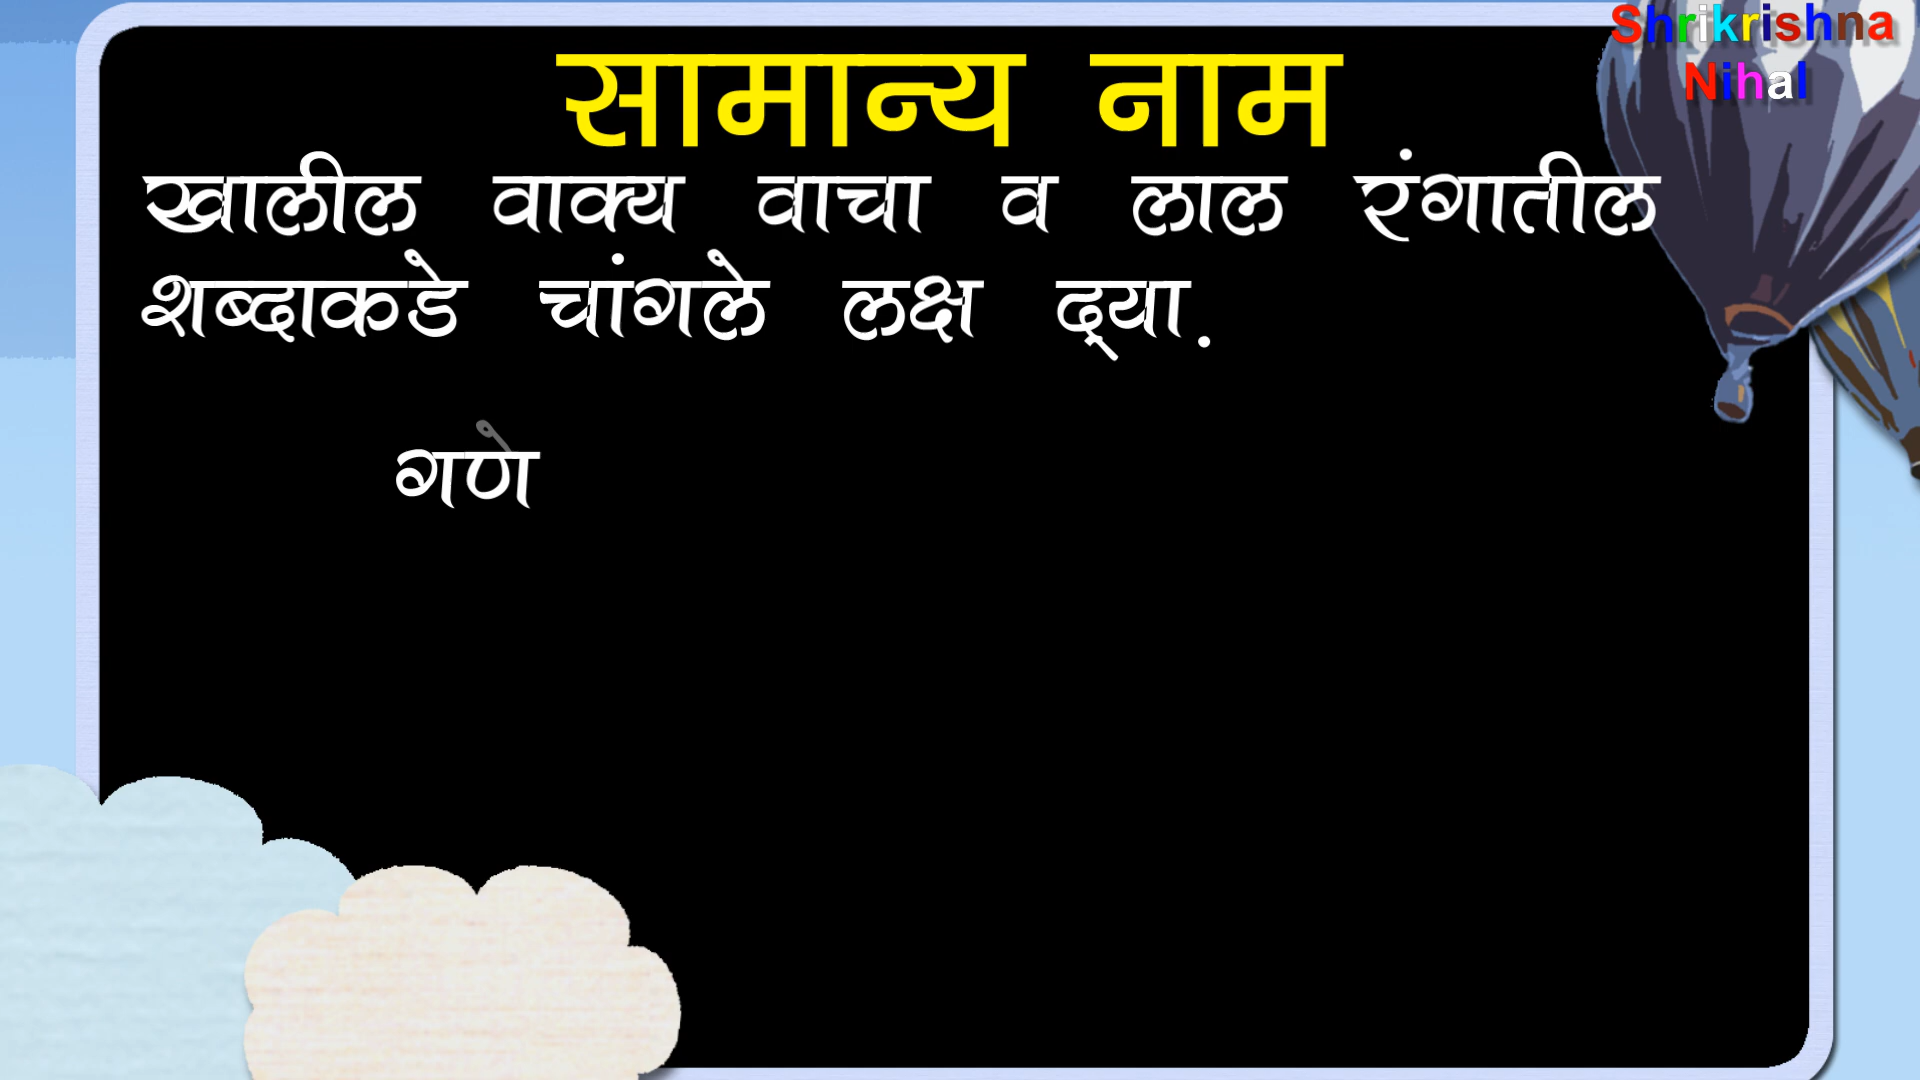 Shrikrishna
Nihal
सामान्य नाम
खालील वाक्य वाचा व लाल रंगातील
शब्दाकडे चांगले लक्ष द्‌या.
गणे